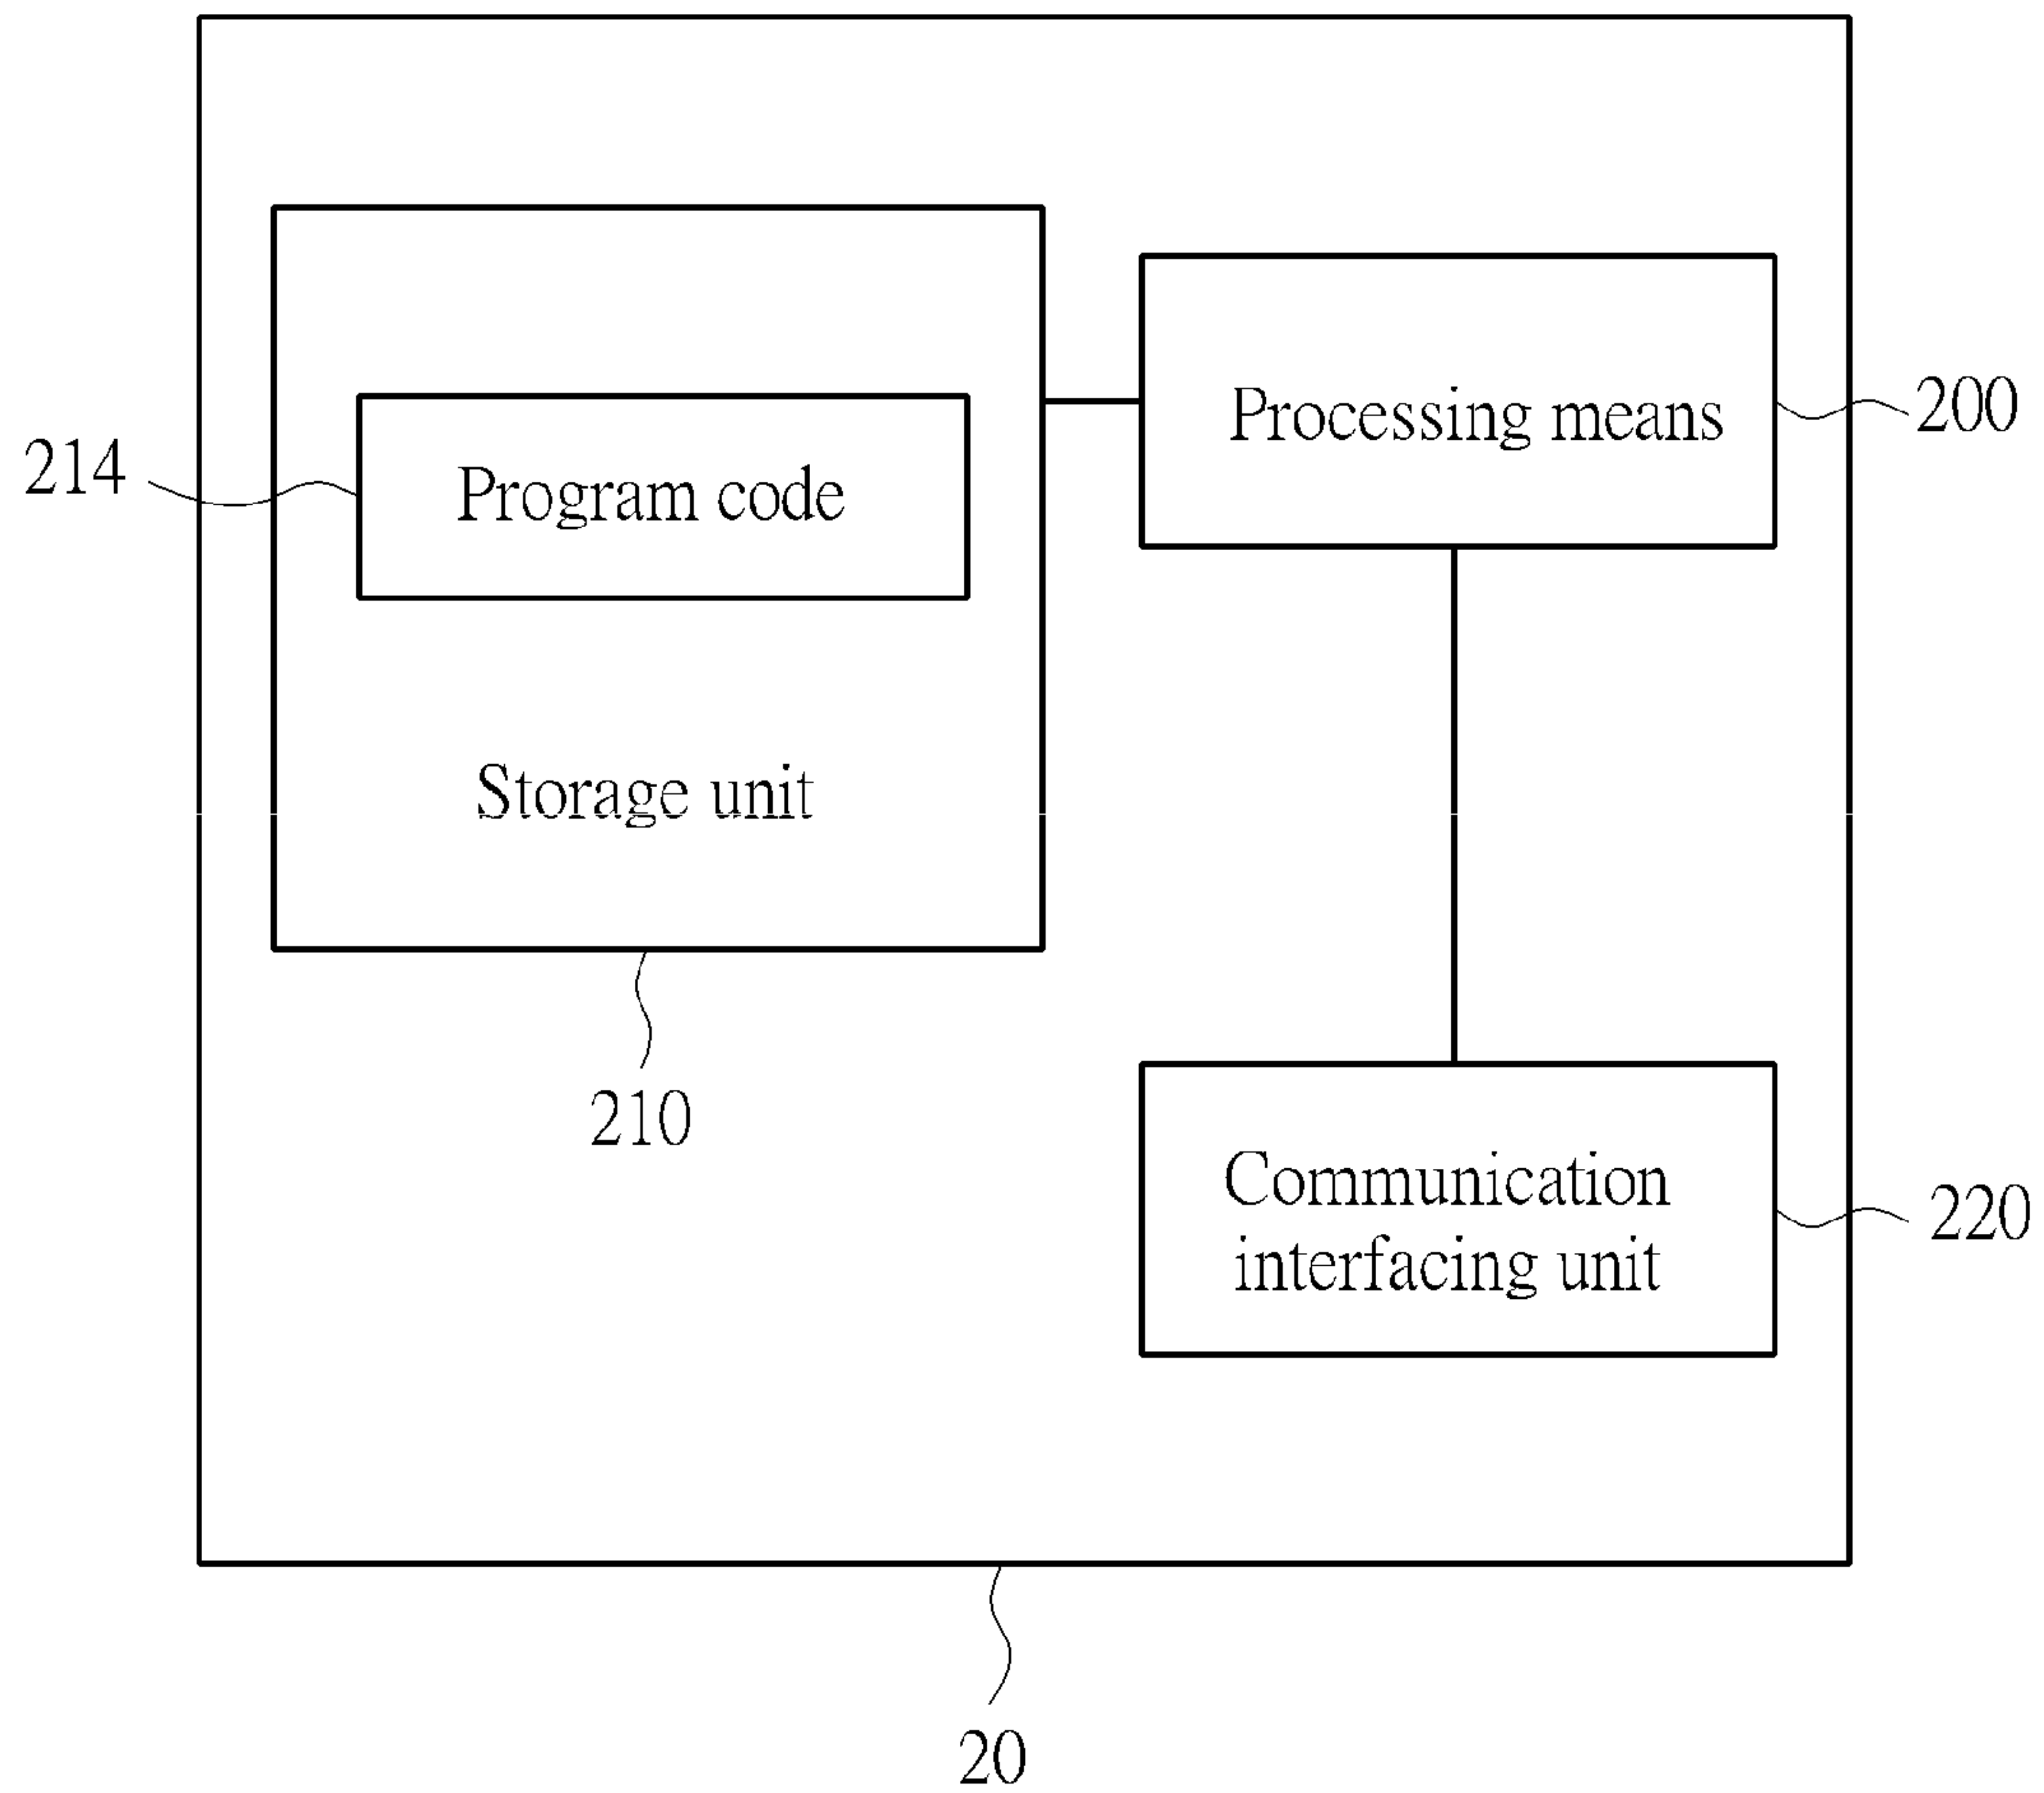 Processing means
200
214
Program code
Storage unit
210
Communication
interfacing unit
220
20